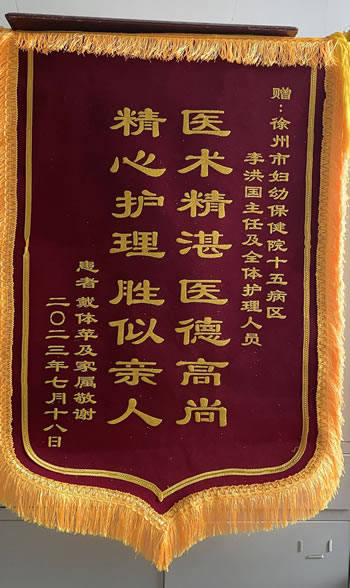 赠：徐州市妇幼保健院十五病区
李洪国主任及全体护理人员
医术精湛 医德高尚
精心护理 胜似亲人
患者 戴体苹及家属敬谢
二〇二三年七月十八日